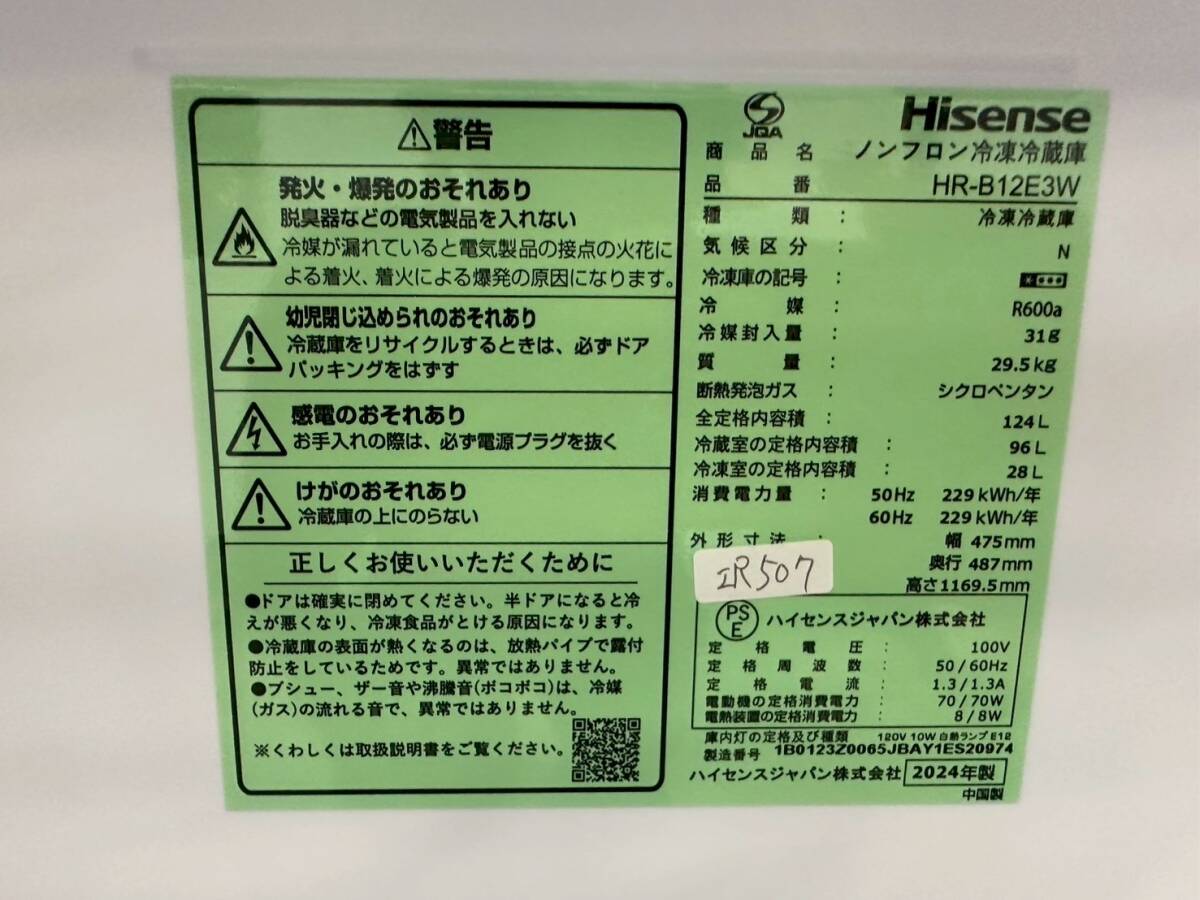 警告
発火・爆発のおそれあり
脱臭器などの電気製品を入れない
冷媒が漏れていると電気製品の接点の火花に
よる着火、着火による爆発の原因になります。
幼児閉じ込められのおそれあり
冷蔵庫をリサイクルするときは、必ずドア
パッキングをはずす
感電のおそれあり
お手入れの際は、必ず電源プラグを抜く
けがのおそれあり
冷蔵庫の上にのらない
正しくお使いいただくために
●ドアは確実に閉めてください。半ドアになると冷
えが悪くなり、冷凍食品がとける原因になります。
●冷蔵庫の表面が熱くなるのは、放熱パイプで露付
防止をしているためです。異常ではありません。
●プシュー、ザー音や沸騰音(ボコボコ)は、冷媒
(ガス)の流れる音で、異常ではありません。
※くわしくは取扱説明書をご覧ください。
JQA
Hisense
商品名 ノンフロン冷凍冷蔵庫
品番 HR-B12E3W
種類 : 冷凍冷蔵庫
気候区分 : N
冷凍庫の記号 :
冷媒 : R600a
冷媒封入量 : 31g
質量 : 29.5kg
断熱発泡ガス : シクロペンタン
全定格内容積 : 124L
冷蔵室の定格内容積 : 96L
冷凍室の定格内容積 : 28L
消費電力量 : 50Hz 229kWh/年
60Hz 229kWh/年
外形寸法 : 幅 475mm
奥行 487mm
高さ1169.5mm
IR507
PSE ハイセンスジャパン株式会社
定格電圧 : 100V
定格周波数 : 50/60Hz
定格電流 : 1.3/1.3A
電動機の定格消費電力 : 70/70W
電熱装置の定格消費電力 : 8/8W
庫内灯の定格及び種類 120V 10W 白熱ランプ E12
製造番号 1B0123Z0065JBAY1ES20974
ハイセンスジャパン株式会社 2024年製
中国製